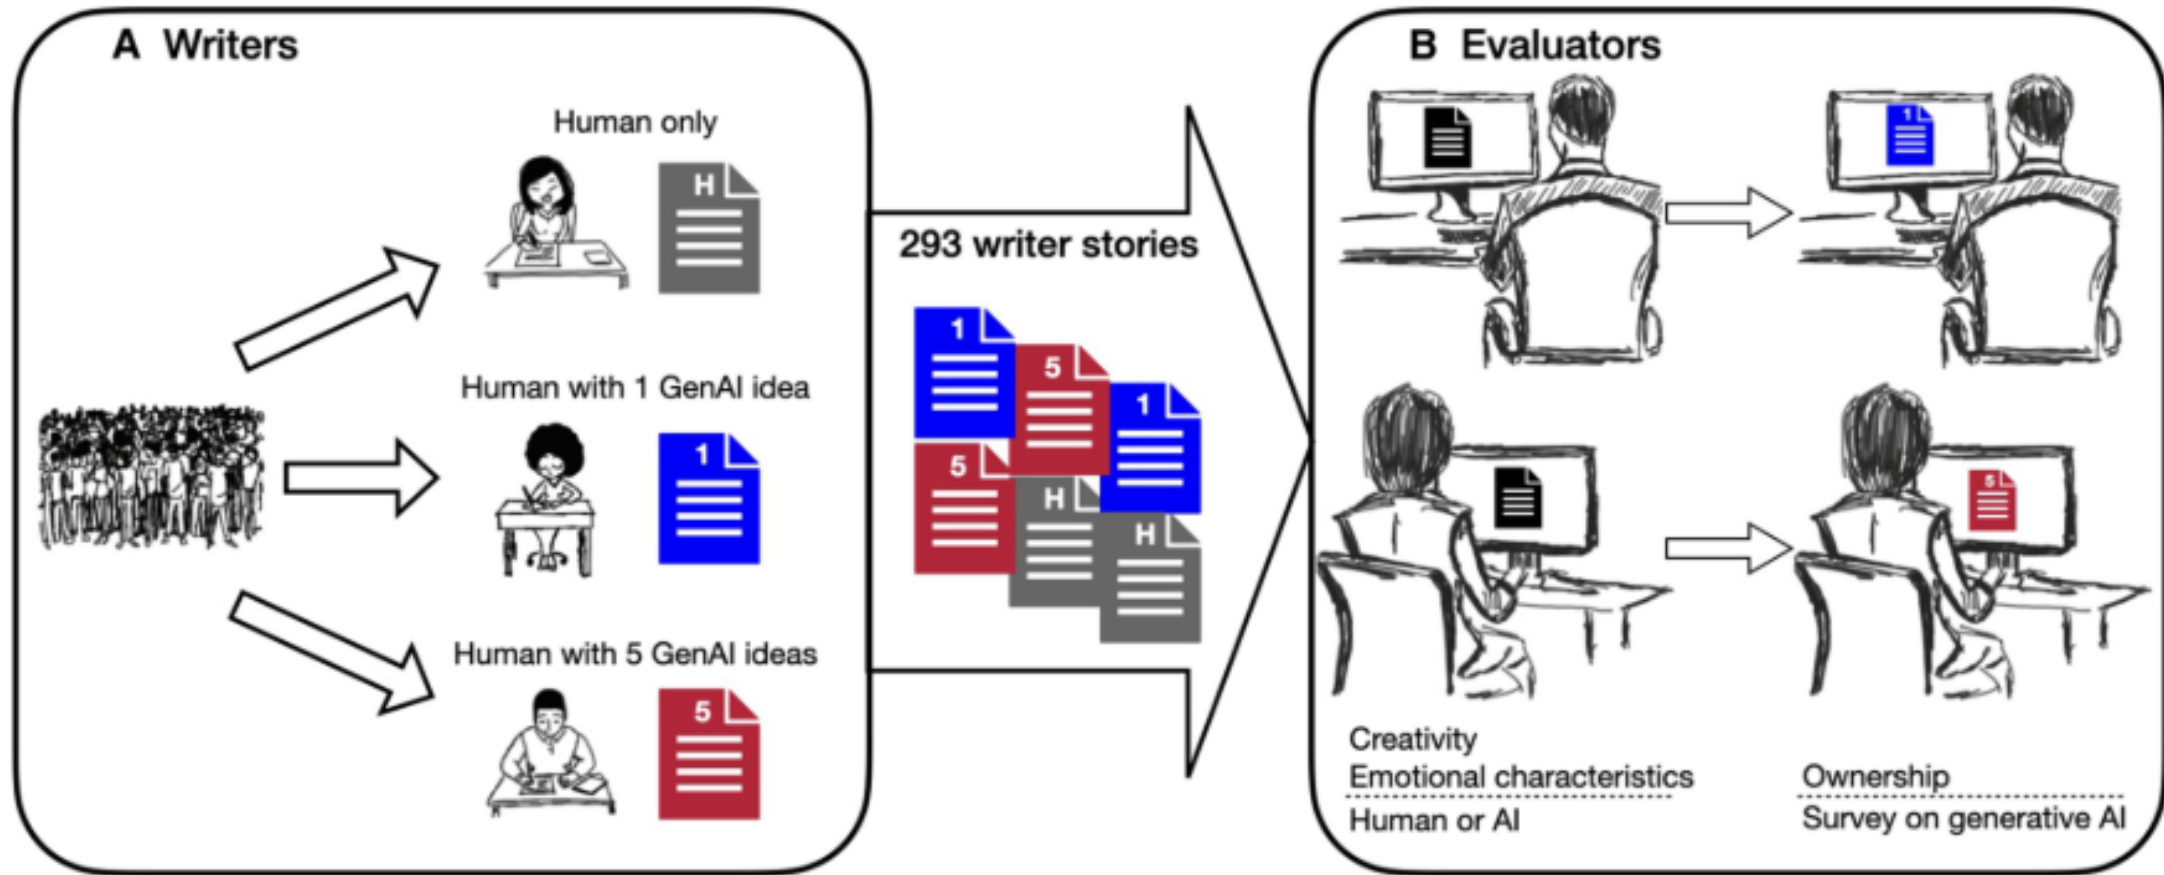 A Writers
Human only
H
Human with 1 GenAI idea
1
Human with 5 GenAI ideas
5
293 writer stories
1
5
1
5
H
H
B Evaluators
1
5
Creativity
Emotional characteristics
Human or AI
Ownership
Survey on generative AI